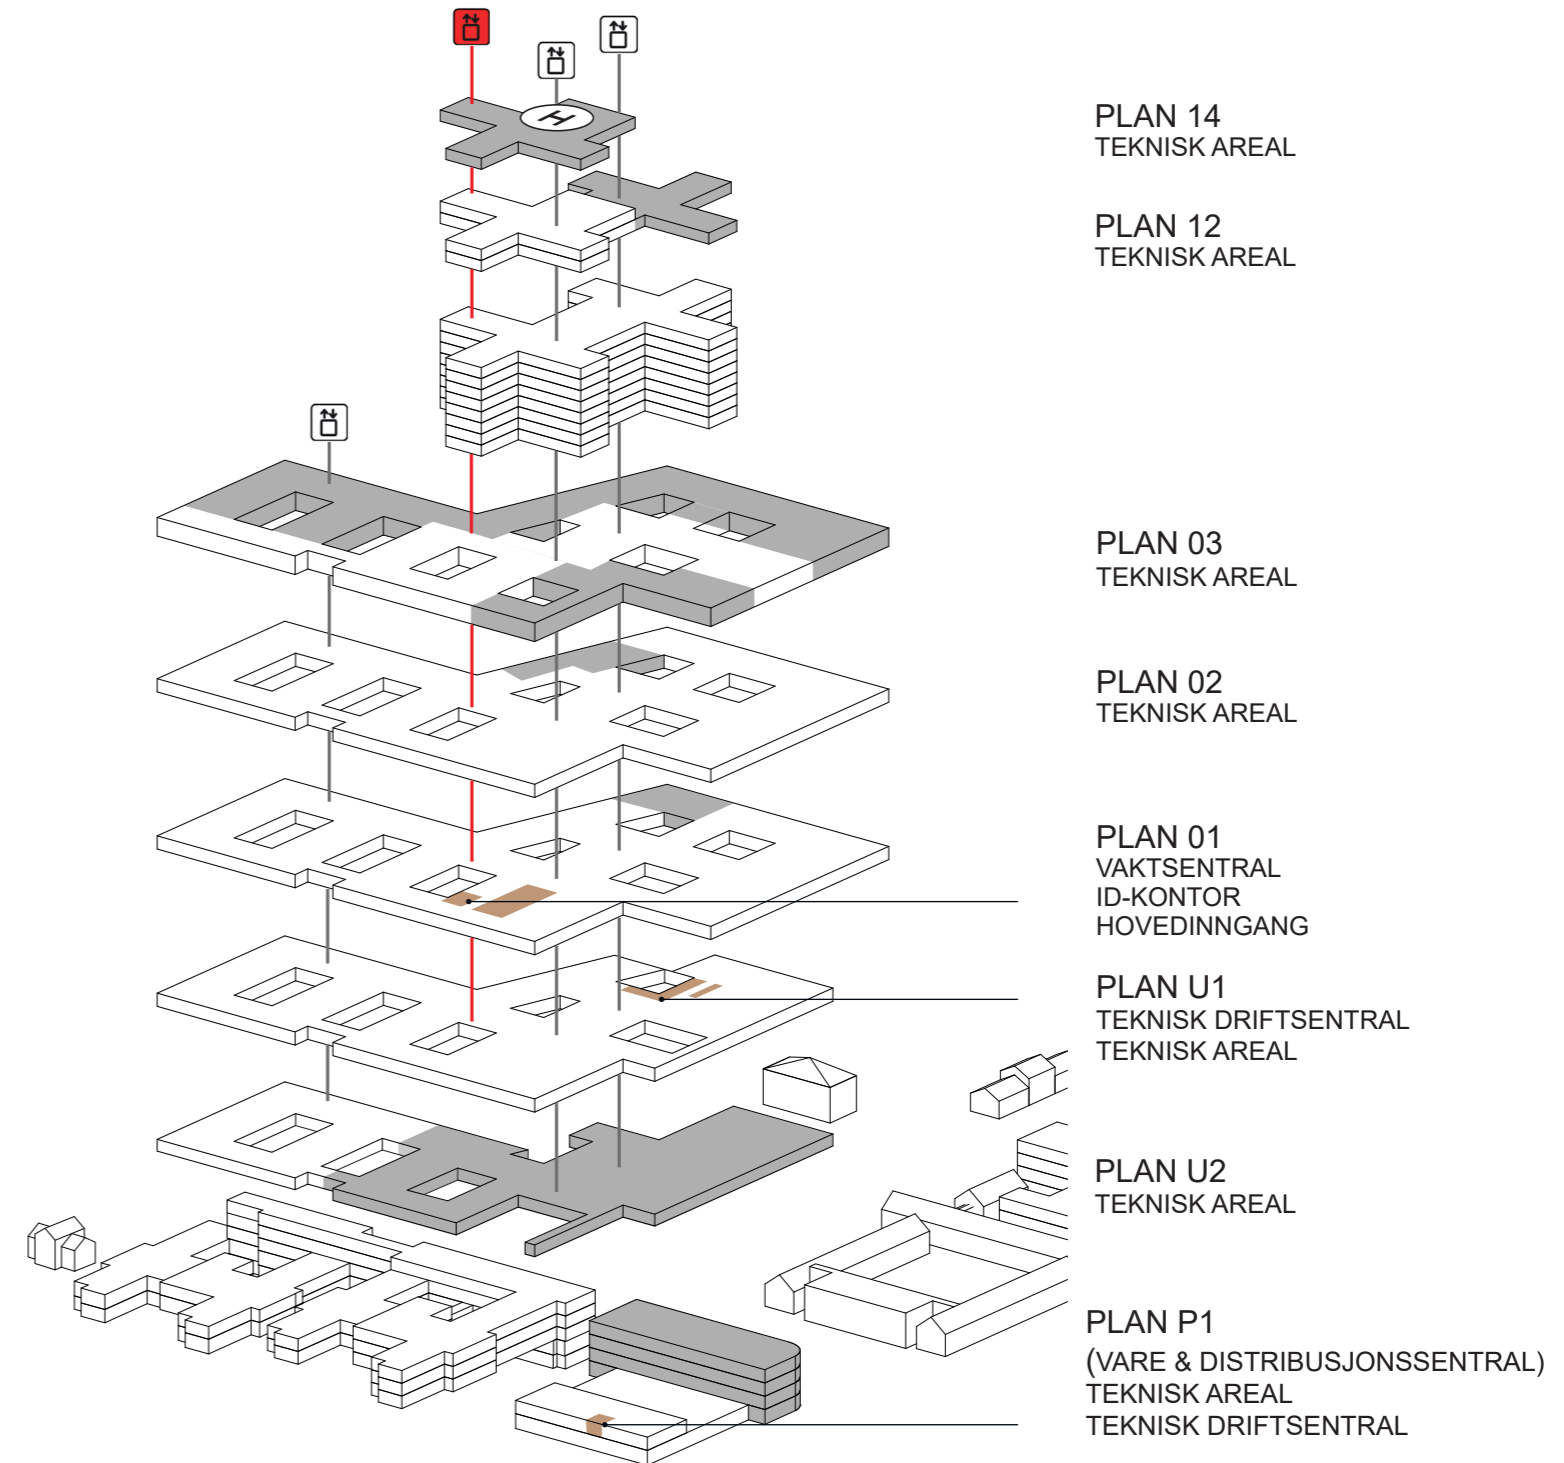 H
PLAN 14
TEKNISK AREAL
PLAN 12
TEKNISK AREAL
PLAN 03
TEKNISK AREAL
PLAN 02
TEKNISK AREAL
PLAN 01
VAKTSENTRAL
ID-KONTOR
HOVEDINNGANG
PLAN U1
TEKNISK DRIFTSENTRAL
TEKNISK AREAL
PLAN U2
TEKNISK AREAL
PLAN P1
(VARE & DISTRIBUSJONSSENTRAL)
TEKNISK AREAL
TEKNISK DRIFTSENTRAL